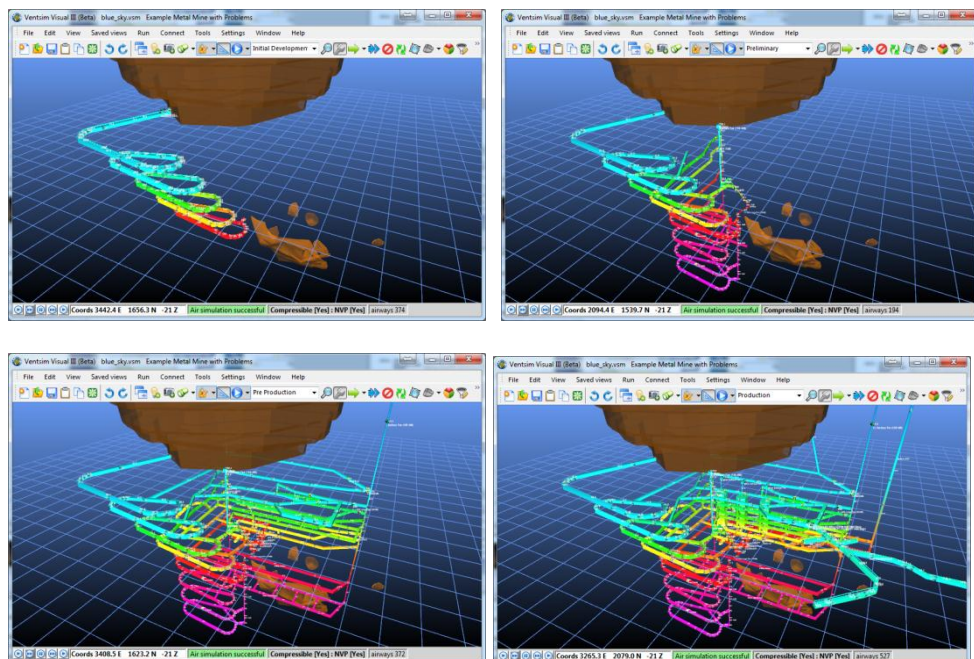 Ventsim Visual III (Beta) blue_sky.vsm Example Metal Mine with Problems
File Edit View Saved views Run Connect Tools Settings Window Help
Initial Developmen
Coords 3442.4 E 1656.3 N -21 Z Air simulation successful Compressible [Yes] : NVP [Yes] airways 374
Ventsim Visual III (Beta) blue_sky.vsm Example Metal Mine with Problems
File Edit View Saved views Run Connect Tools Settings Window Help
Preliminary
Coords 2094.4 E 1539.7 N -21 Z Air simulation successful Compressible [Yes] : NVP [Yes] airways 194
Ventsim Visual III (Beta) blue_sky.vsm Example Metal Mine with Problems
File Edit View Saved views Run Connect Tools Settings Window Help
Pre Production
Coords 3408.5 E 1623.2 N -21 Z Air simulation successful Compressible [Yes] : NVP [Yes] airways 372
Ventsim Visual III (Beta) blue_sky.vsm Example Metal Mine with Problems
File Edit View Saved views Run Connect Tools Settings Window Help
Production
Coords 3265.3 E 2079.0 N -21 Z Air simulation successful Compressible [Yes] : NVP [Yes] airways 527